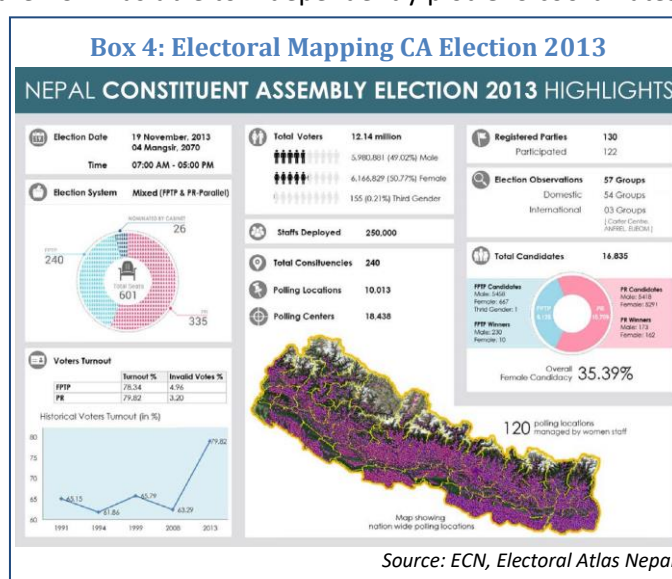 Box 4: Electoral Mapping CA Election 2013
NEPAL CONSTITUENT ASSEMBLY ELECTION 2013 HIGHLIGHTS
Election Date 19 November, 2013
04 Mangsir, 2070
Time 07:00 AM - 05:00 PM
Election System Mixed (FPTP & PR-Parallel)
NOMINATED BY CABINET
26
FPTP
240
Total Seats
601
PR
335
Voters Turnout
Turnout % Invalid Votes %
FPTP 78.34 4.96
PR 79.82 3.20
Historical Voters Turnout (in %)
80
75
70
65
60
65.15
61.86
65.79
63.29
79.82
1991 1994 1999 2008 2013
Total Voters 12.14 million
5,980,881 (49.02%) Male
6,166,829 (50.77%) Female
155 (0.21%) Third Gender
Staffs Deployed 250,000
Total Consituencies 240
Polling Locations 10,013
Polling Centers 18,438
Registered Parties 130
Participated 122
Election Observations 57 Groups
Domestic 54 Groups
International 03 Groups
[ Carter Centre,
ANFREL, EUEOM ]
Total Candidates 16,835
FPTP Candidates
Male: 5458
Female: 667
Third Gender: 1
FPTP Winners
Male: 230
Female: 10
FPTP
PR
PR Candidates
Male: 5418
Female: 5291
PR Winners
Male: 173
Female: 162
Overall
Female Candidacy 35.39%
120 polling locations
managed by women staff
Map showing
nation wide polling locations
Source: ECN, Electoral Atlas Nepal